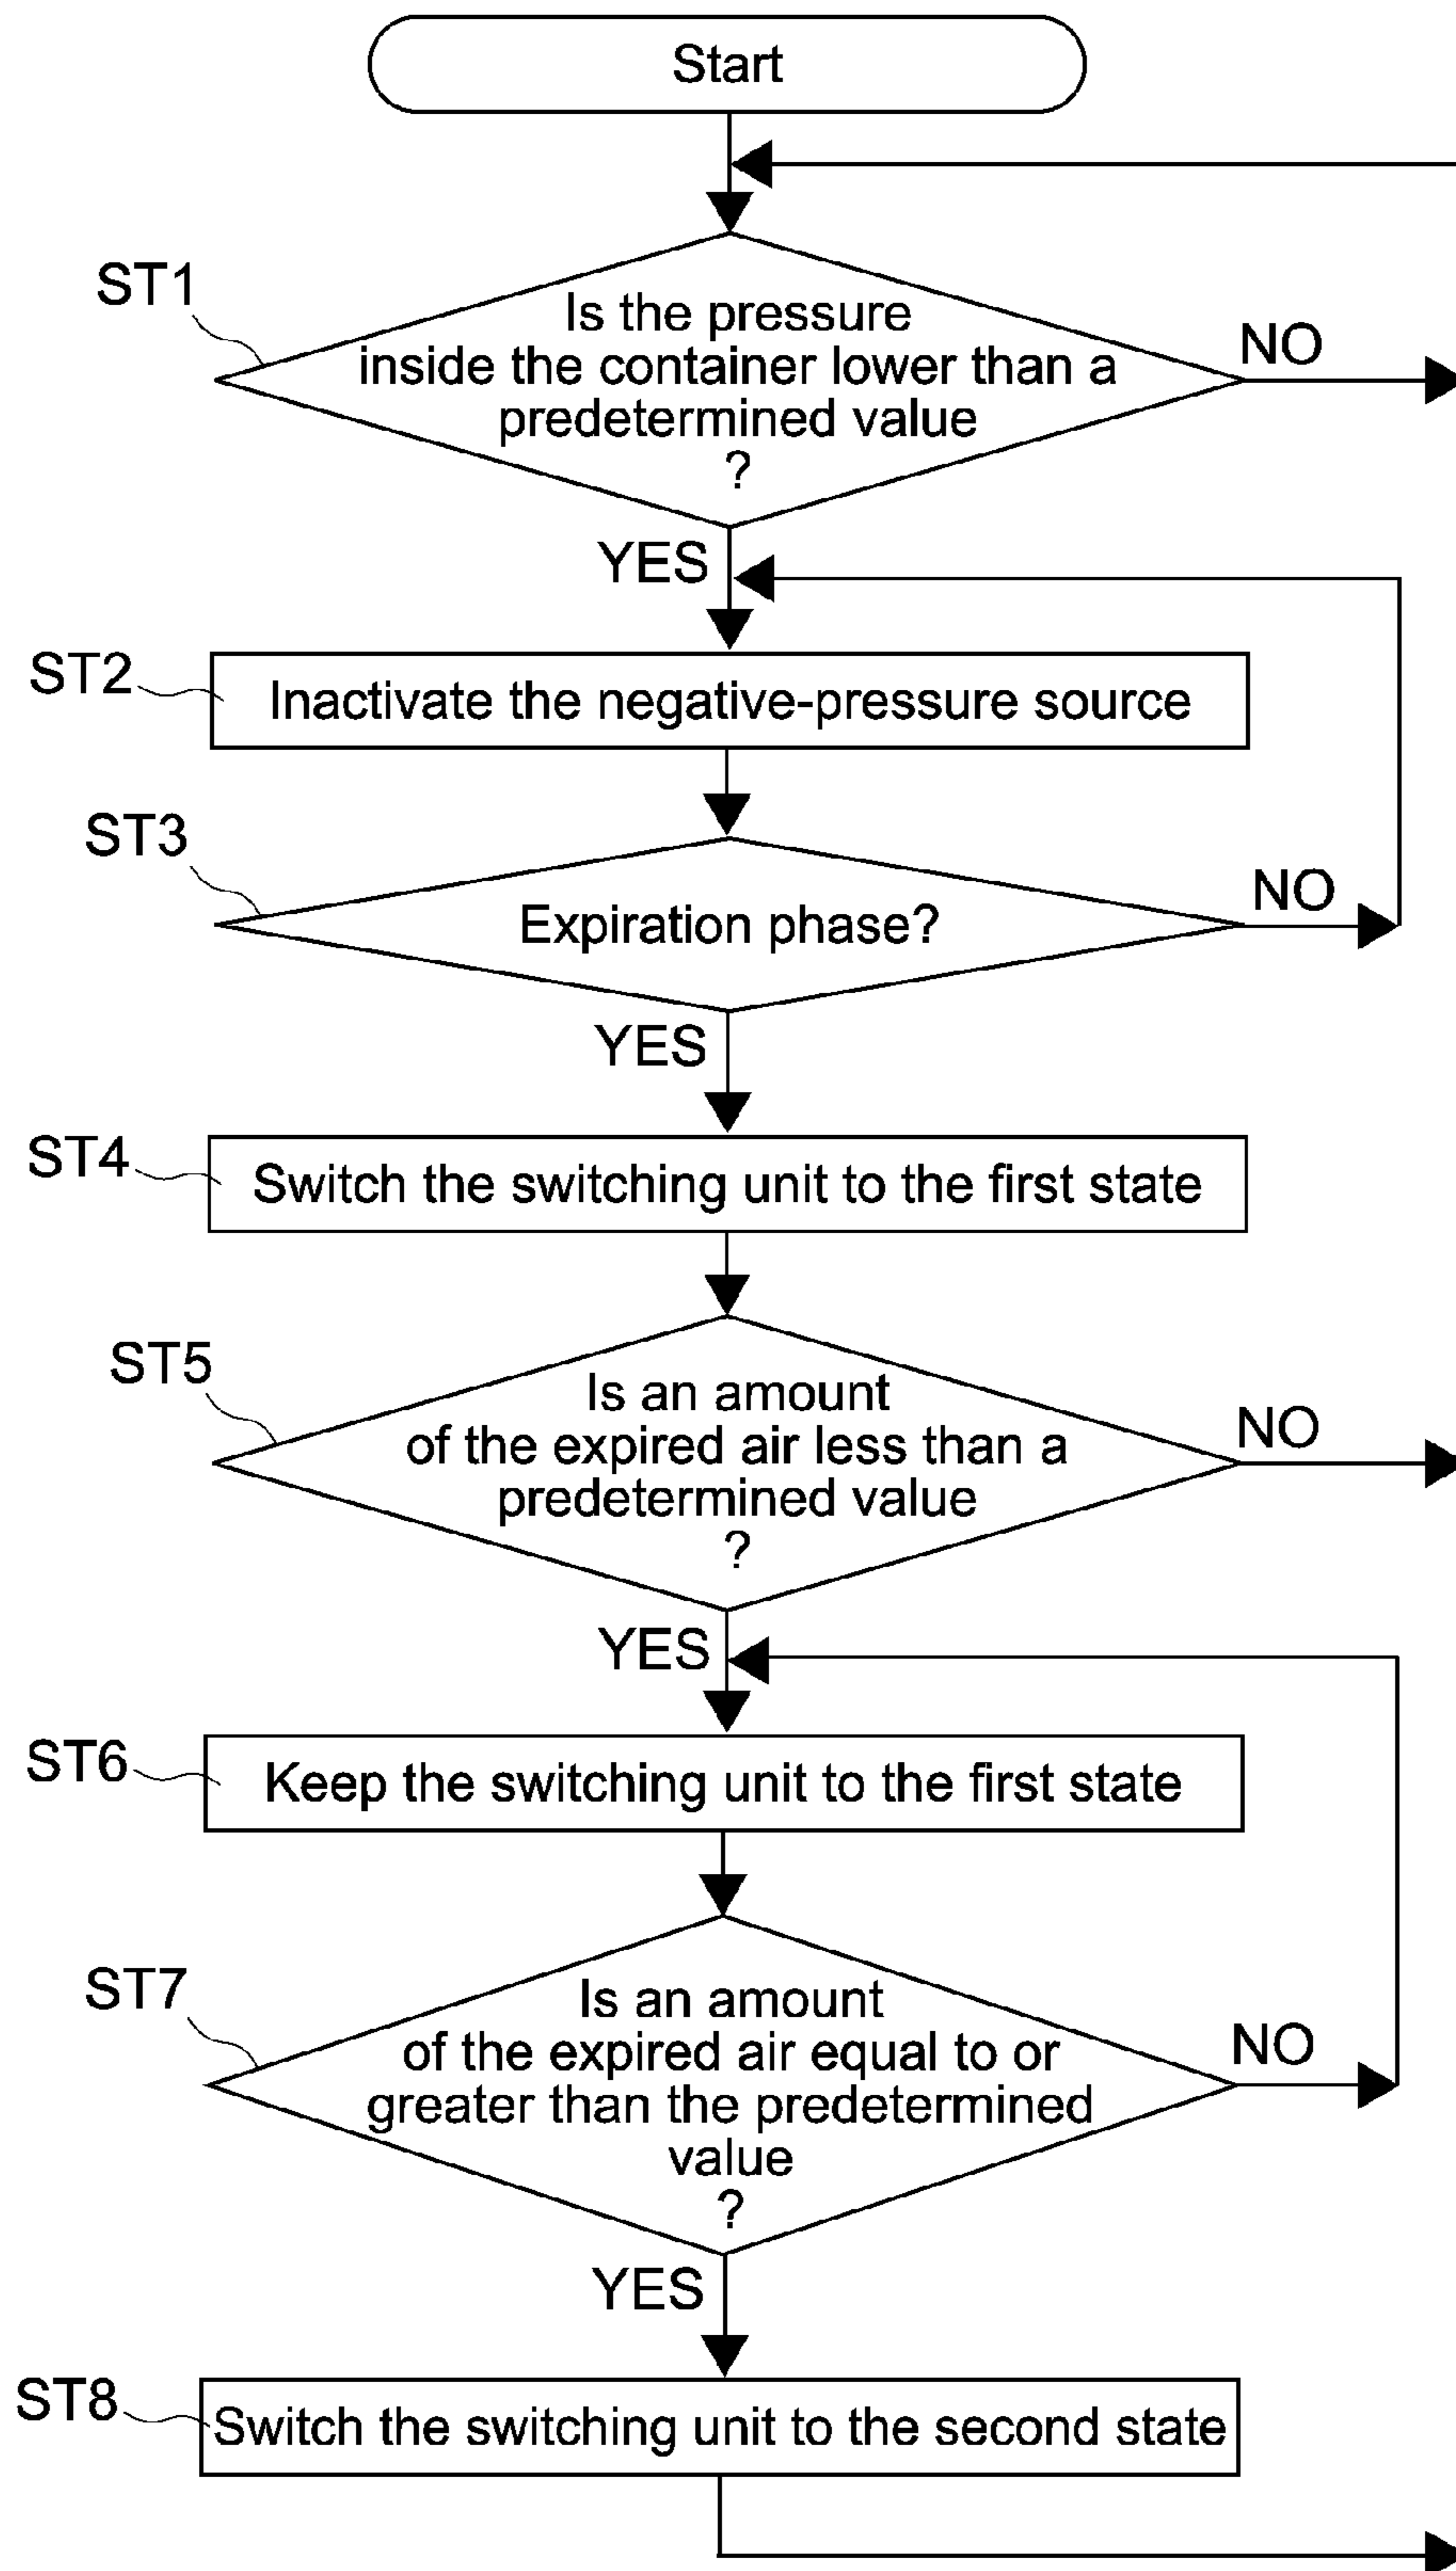 Start
ST1
Is the pressure
inside the container lower than a
predetermined value
?
NO
YES
ST2
Inactivate the negative-pressure source
ST3
Expiration phase?
NO
YES
ST4
Switch the switching unit to the first state
ST5
Is an amount
of the expired air less than a
predetermined value
?
NO
YES
ST6
Keep the switching unit to the first state
ST7
Is an amount
of the expired air equal to or
greater than the predetermined
value
?
NO
YES
ST8
Switch the switching unit to the second state